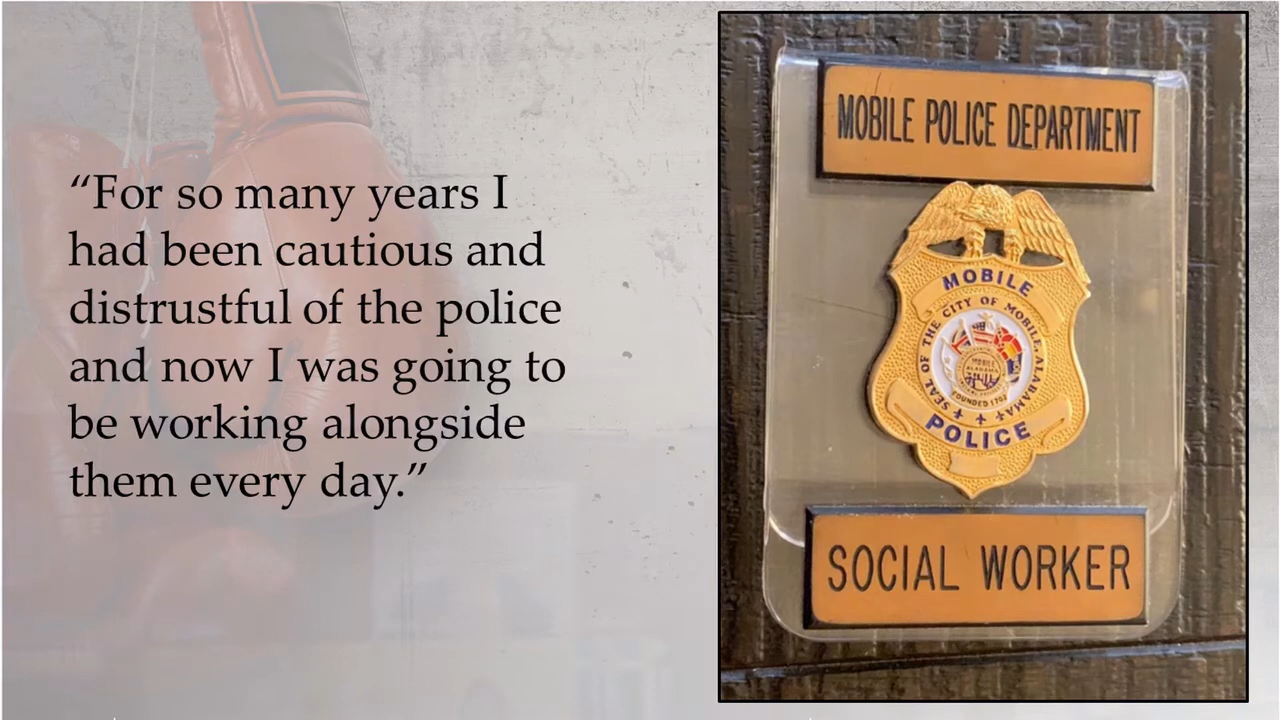 “For so many years I
had been cautious and
distrustful of the police
and now I was going to
be working alongside
them every day.”
MOBILE POLICE DEPARTMENT
MOBILE
SEAL OF THE CITY OF MOBILE, ALABAMA
MOBILE
ALABAMA
FOUNDED 1702
POLICE
SOCIAL WORKER